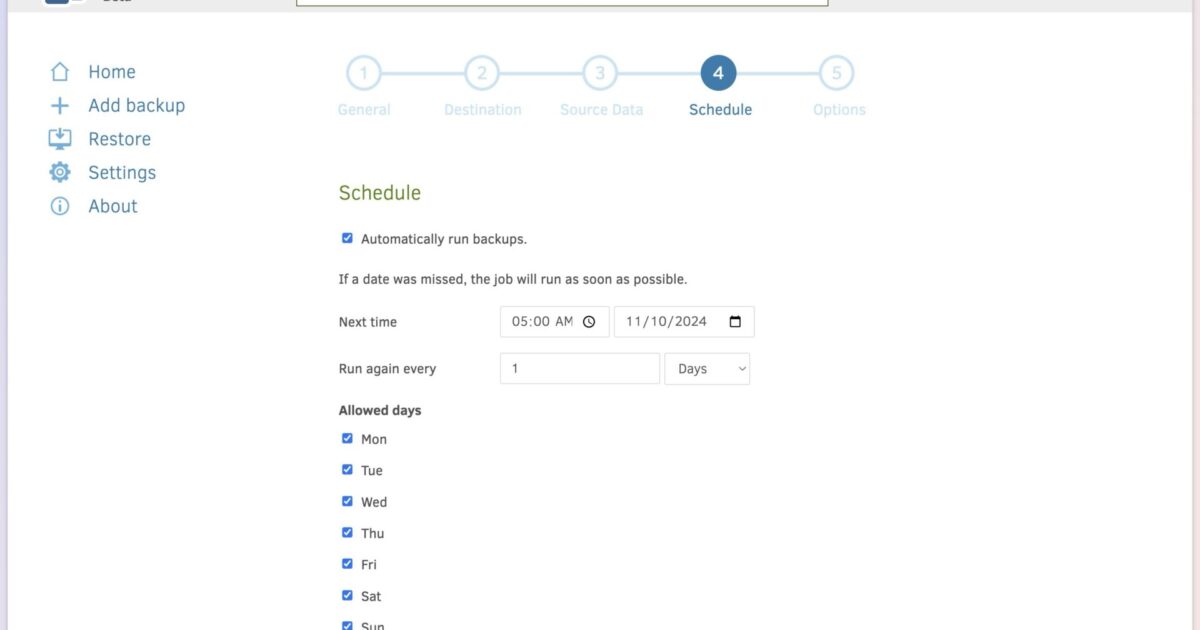 Home
Add backup
Restore
Settings
About
1 2 3 4 5
General Destination Source Data Schedule Options
Schedule
Automatically run backups.
If a date was missed, the job will run as soon as possible.
Next time 05:00 AM 11/10/2024
Run again every 1 Days
Allowed days
Mon
Tue
Wed
Thu
Fri
Sat
Sun